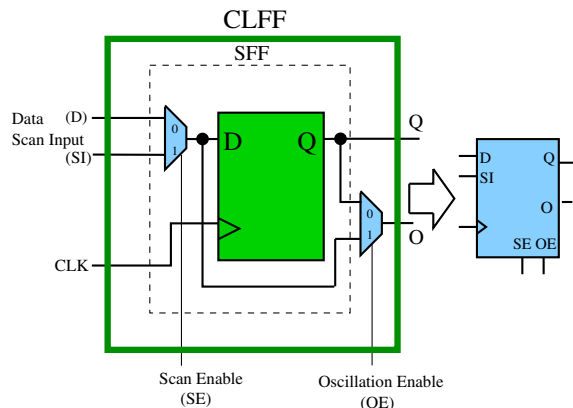 CLFF
SFF
Data (D)
Scan Input
(SI)
0
1
D
Q
Q
0
1
O
CLK
D
SI
Q
O
SE OE
Scan Enable
(SE)
Oscillation Enable
(OE)